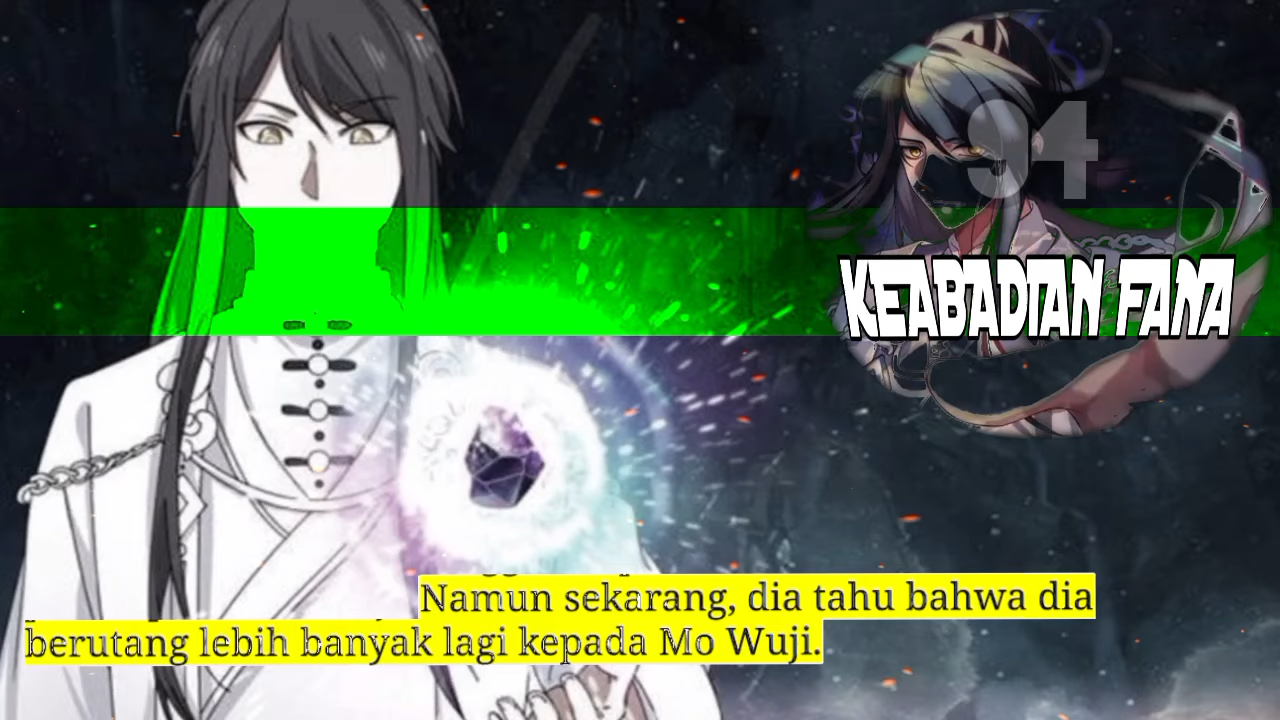 94
KEABADIAN FANA
Namun sekarang, dia tahu bahwa dia
berutang lebih banyak lagi kepada Mo Wuji.